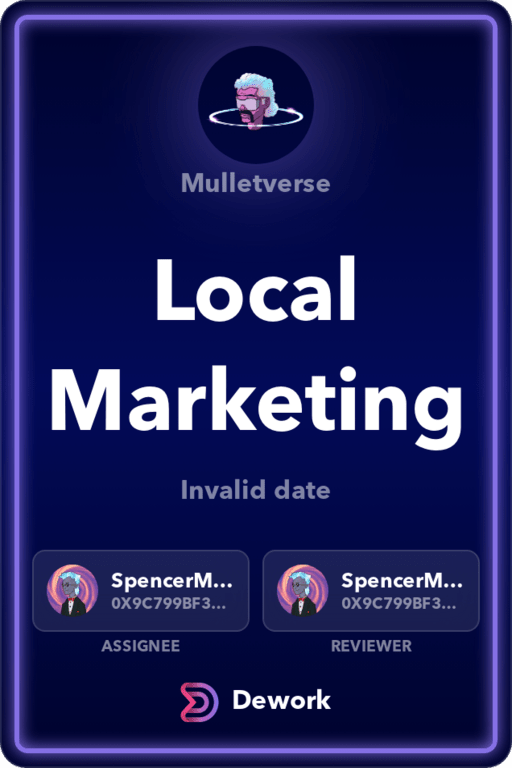 Mulletverse
Local
Marketing
Invalid date
SpencerM... SpencerM...
0X9C799BF3... 0X9C799BF3...
ASSIGNEE REVIEWER
Dework